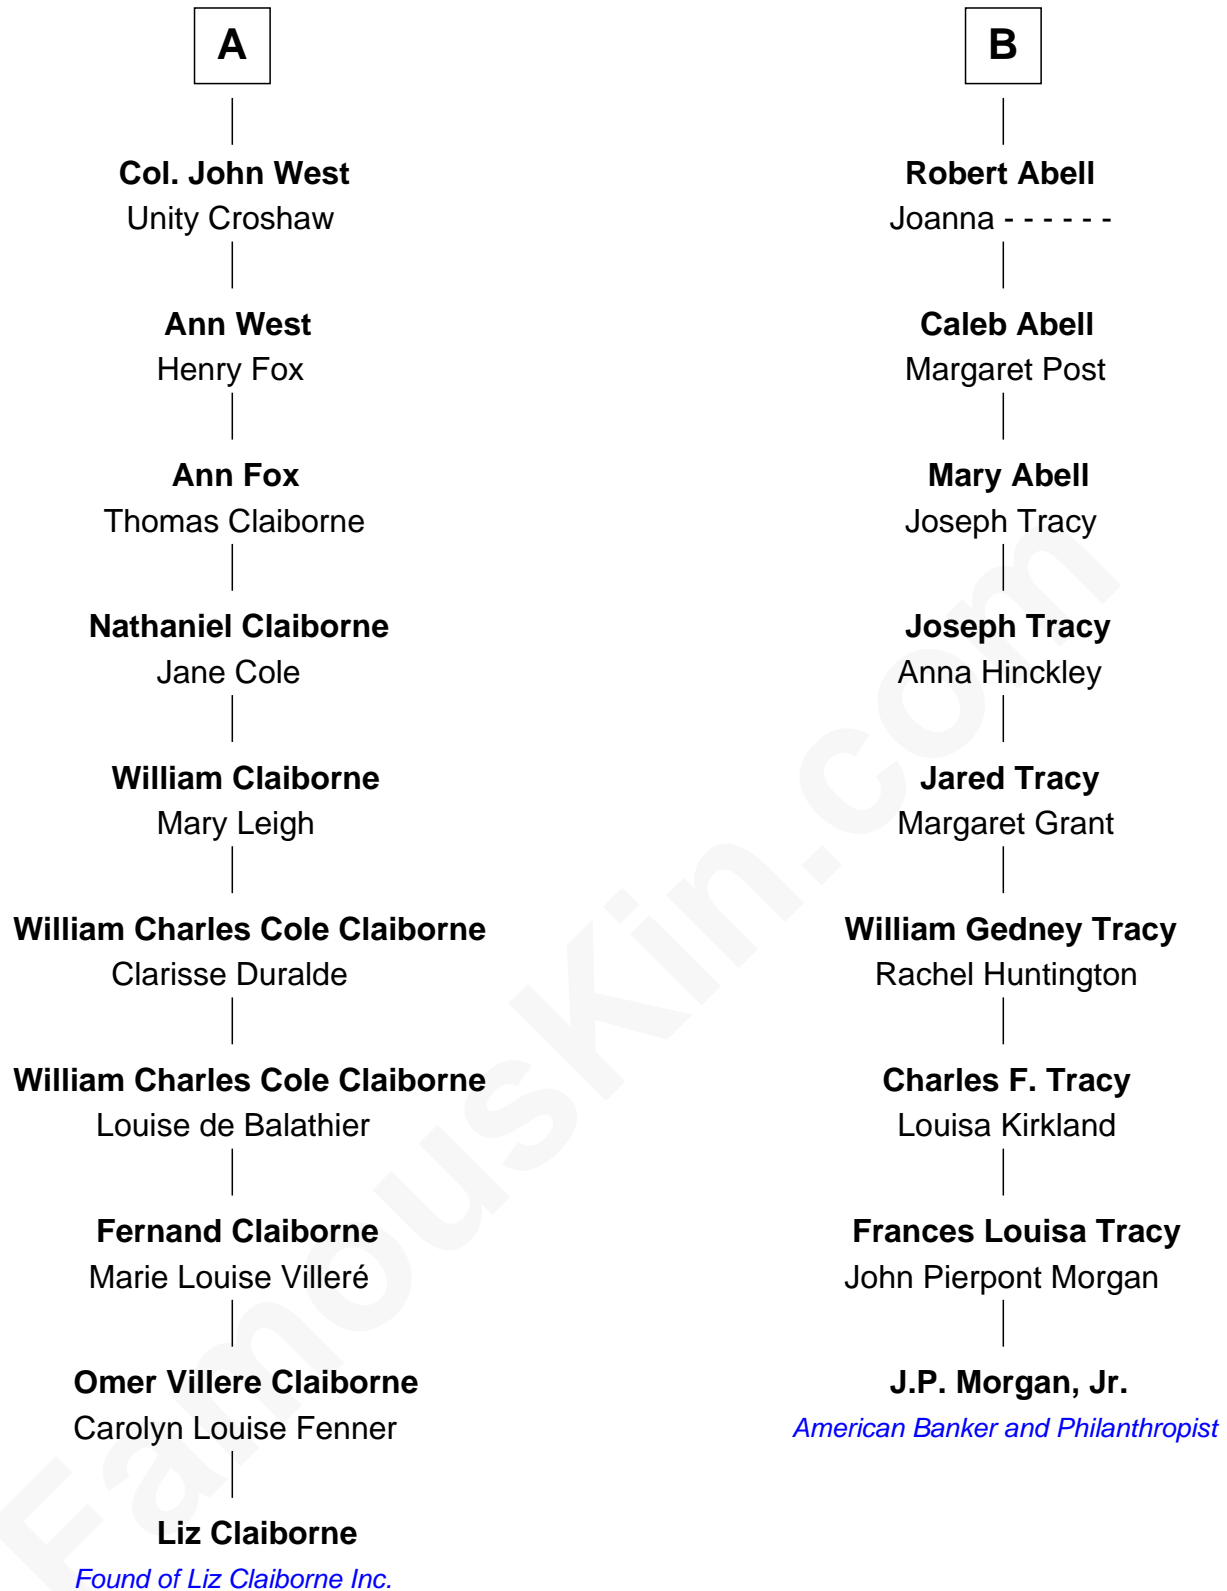 A
Col. John West
Unity Croshaw
Ann West
Henry Fox
Ann Fox
Thomas Claiborne
Nathaniel Claiborne
Jane Cole
William Claiborne
Mary Leigh
William Charles Cole Claiborne
Clarisse Duralde
William Charles Cole Claiborne
Louise de Balathier
Fernand Claiborne
Marie Louise Villeré
Omer Villere Claiborne
Carolyn Louise Fenner
Liz Claiborne
Found of Liz Claiborne Inc.
B
Robert Abell
Joanna - - - - - -
Caleb Abell
Margaret Post
Mary Abell
Joseph Tracy
Joseph Tracy
Anna Hinckley
Jared Tracy
Margaret Grant
William Gedney Tracy
Rachel Huntington
Charles F. Tracy
Louisa Kirkland
Frances Louisa Tracy
John Pierpont Morgan
J.P. Morgan, Jr.
American Banker and Philanthropist
FamousKin.com